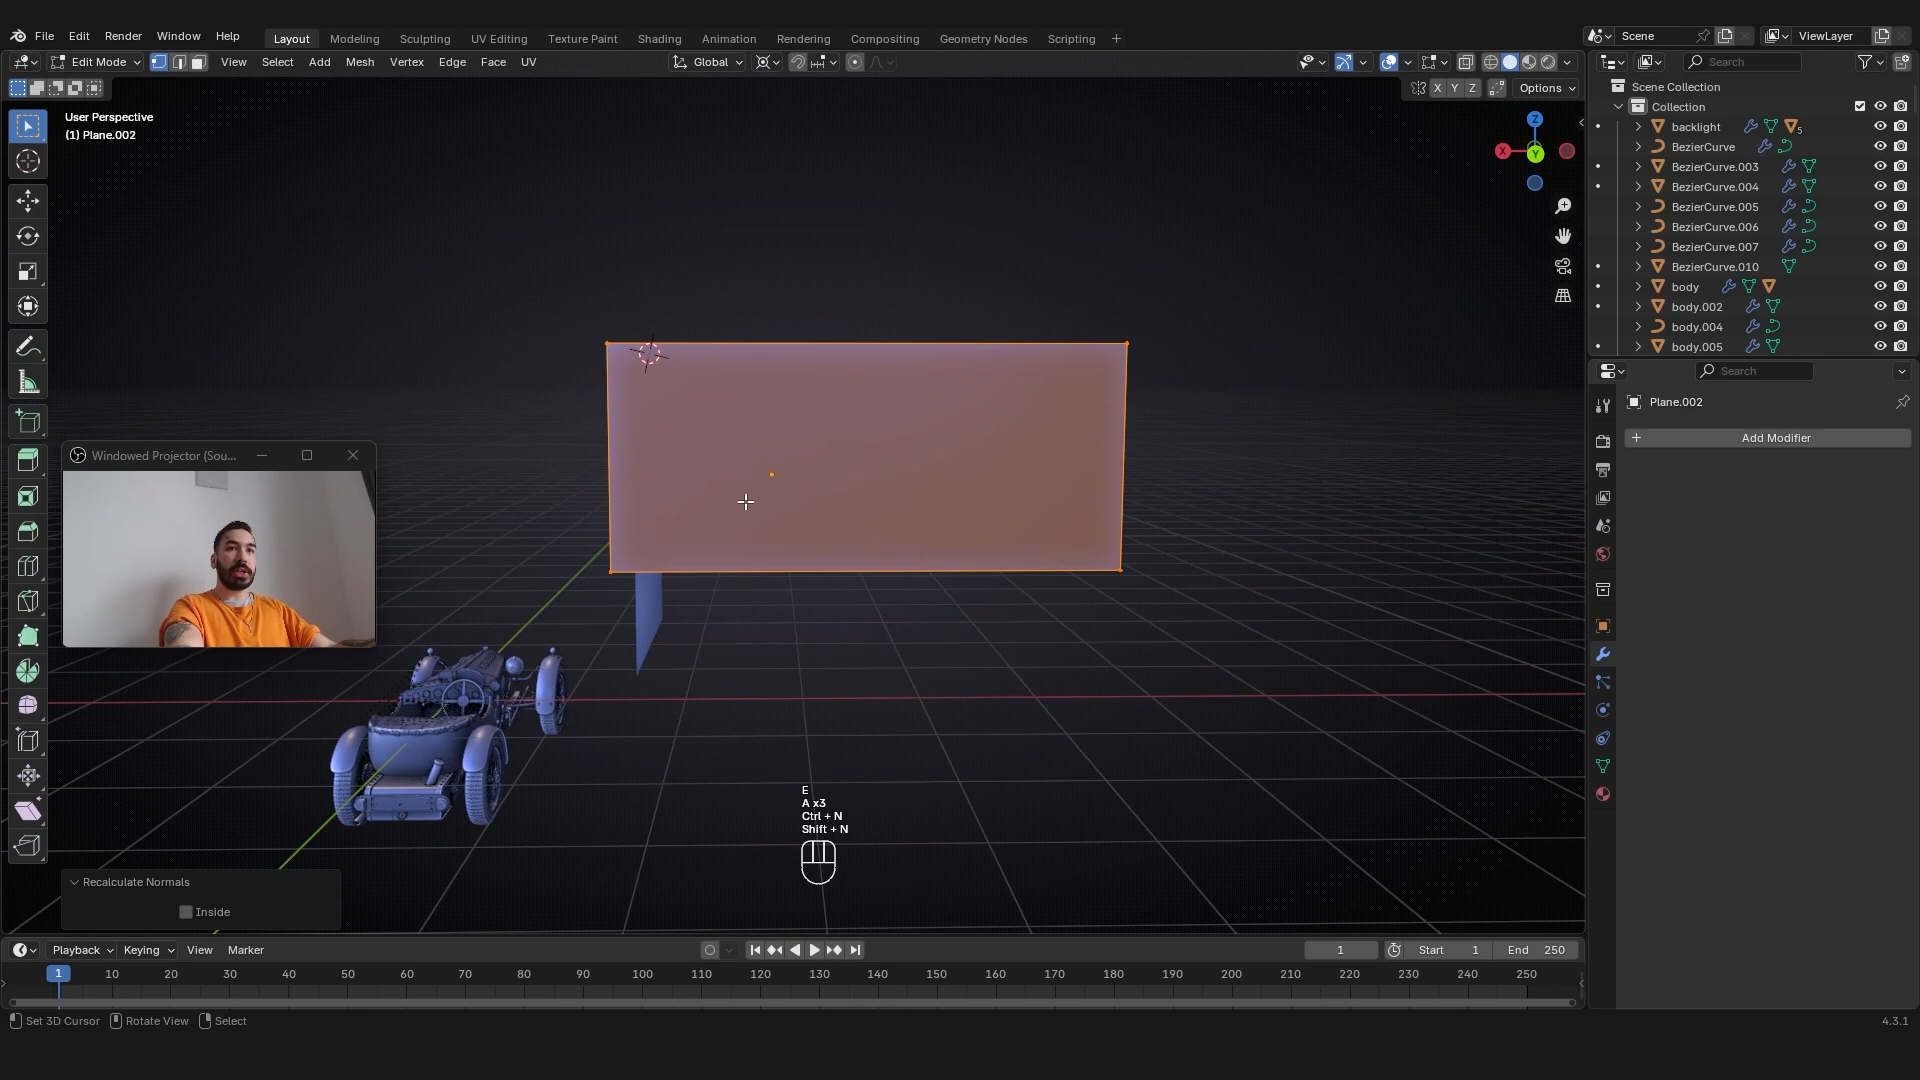 File Edit Render Window Help Layout Modeling Sculpting UV Editing Texture Paint Shading Animation Rendering Compositing Geometry Nodes Scripting + Scene ViewLayer
Edit Mode View Select Add Mesh Vertex Edge Face UV Global Search
X Y Z Options
User Perspective
(1) Plane.002
Z
X
Y
Scene Collection
Collection
backlight 5
BezierCurve
BezierCurve.003
BezierCurve.004
BezierCurve.005
BezierCurve.006
BezierCurve.007
BezierCurve.010
body
body.002
body.004
body.005
Search
Plane.002
+ Add Modifier
Windowed Projector (Sou...
E
A x3
Ctrl + N
Shift + N
Recalculate Normals
Inside
Playback Keying View Marker 1 Start 1 End 250
1 10 20 30 40 50 60 70 80 90 100 110 120 130 140 150 160 170 180 190 200 210 220 230 240 250
Set 3D Cursor Rotate View Select 4.3.1